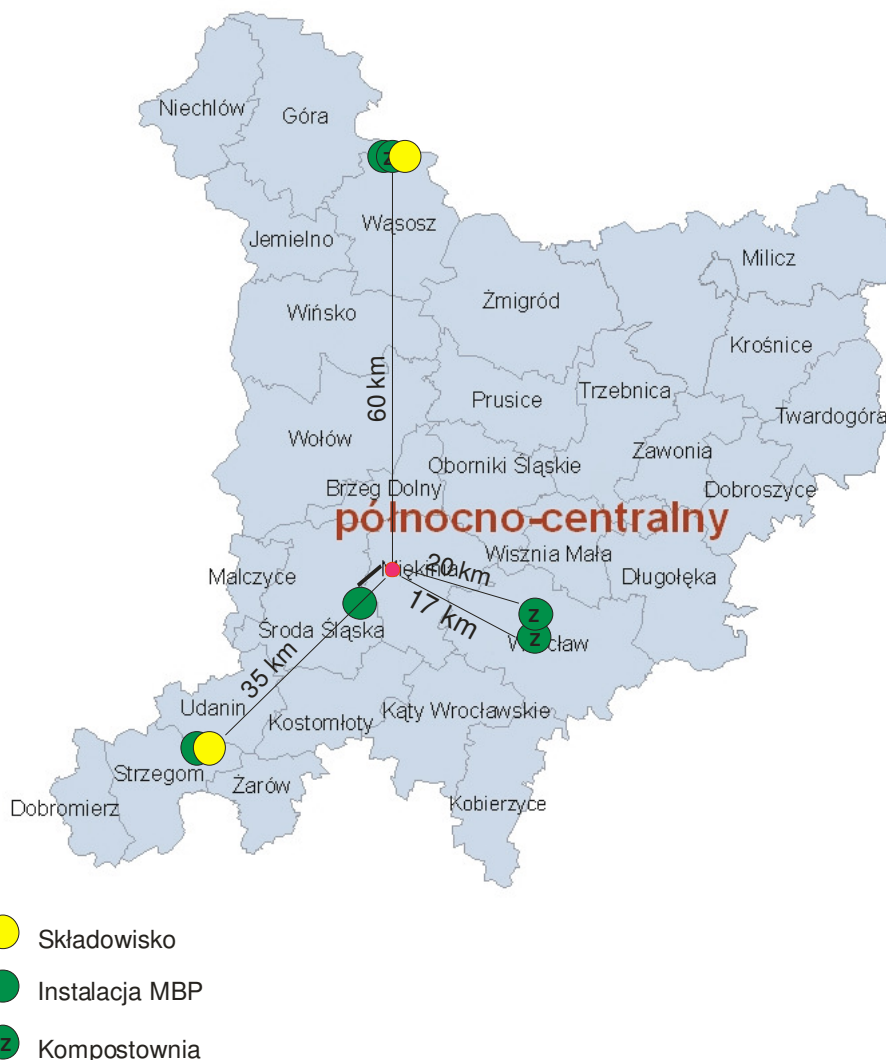 Niechlów
Góra
z
Wąsosz
Jemielno
Milicz
Wińsko
Żmigród
Krośnice
60 km
Prusice
Trzebnica
Twardogóra
Wołów
Zawonia
Oborniki Śląskie
Brzeg Dolny
Dobroszyce
północno-centralny
Wisznia Mała
Miękinia
20 km
Malczyce
Długołęka
17 km
z
Środa Śląska
z
Wrocław
35 km
Udanin
Kostomłoty
Kąty Wrocławskie
Strzegom
Żarów
Dobromierz
Kobierzyce
Składowisko
Instalacja MBP
z Kompostownia